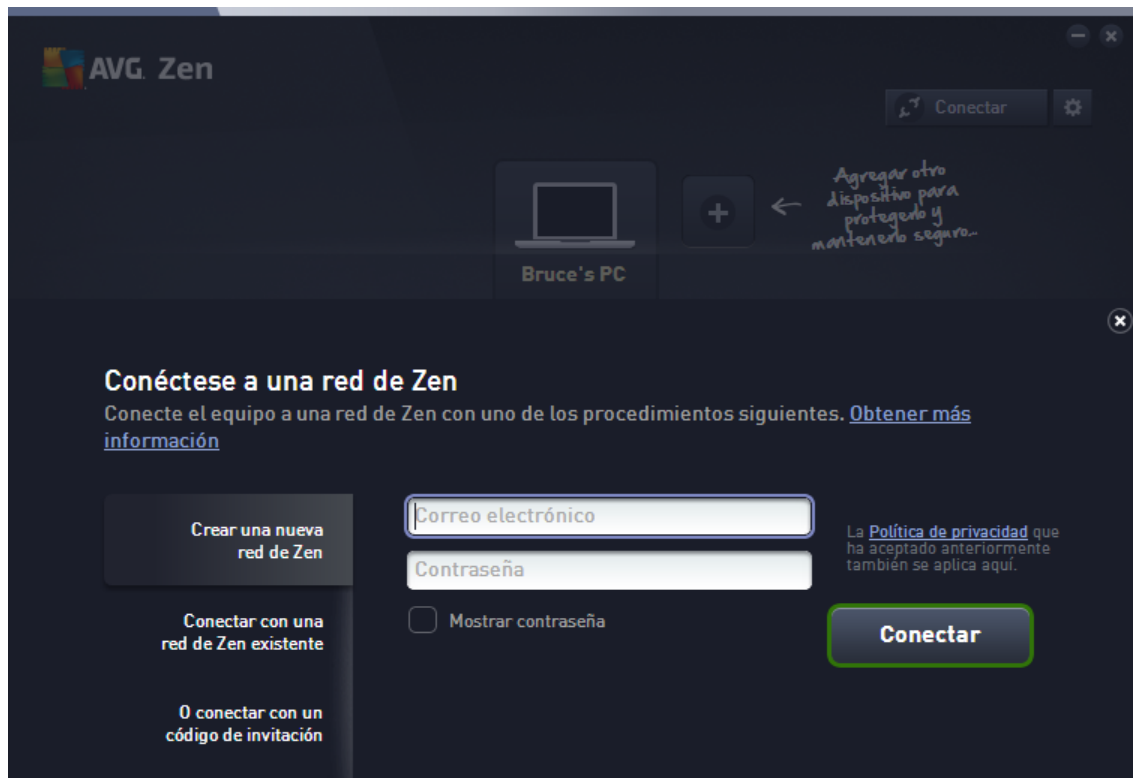 AVG. Zen
Conectar
Agregar otro
dispositivo para
protegerlo y
mantenerlo seguro...
Bruce's PC
Conéctese a una red de Zen
Conecte el equipo a una red de Zen con uno de los procedimientos siguientes. Obtener más
información
Crear una nueva
red de Zen
Conectar con una
red de Zen existente
O conectar con un
código de invitación
Correo electrónico
Contraseña
Mostrar contraseña
La Política de privacidad que
ha aceptado anteriormente
también se aplica aquí.
Conectar